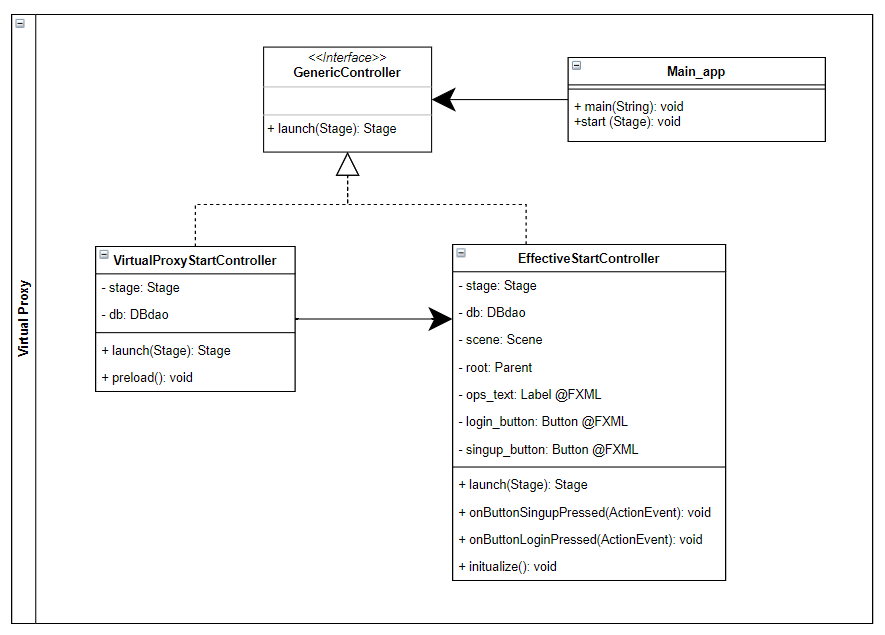 Virtual Proxy
<<Interface>>
GenericController
+ launch(Stage): Stage
Main_app
+ main(String): void
+start (Stage): void
VirtualProxyStartController
- stage: Stage
- db: DBdao
+ launch(Stage): Stage
+ preload(): void
EffectiveStartController
- stage: Stage
- db: DBdao
- scene: Scene
- root: Parent
- ops_text: Label @FXML
- login_button: Button @FXML
- singup_button: Button @FXML
+ launch(Stage): Stage
+ onButtonSingupPressed(ActionEvent): void
+ onButtonLoginPressed(ActionEvent): void
+ initualize(): void